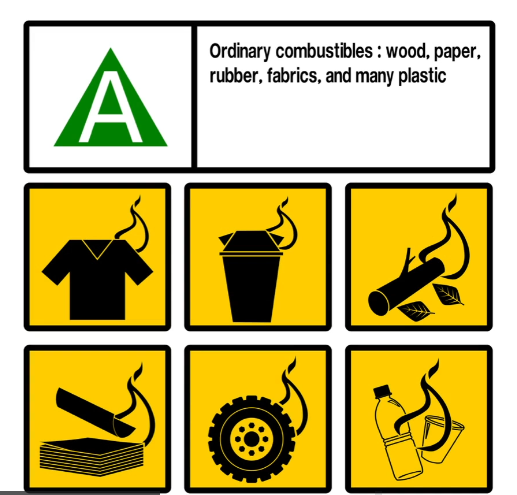 A
Ordinary combustibles : wood, paper,
rubber, fabrics, and many plastic